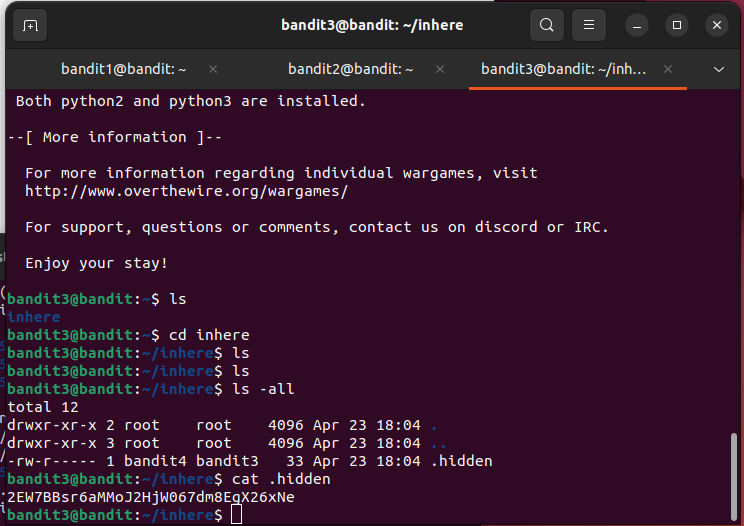 bandit3@bandit: ~/inhere
bandit1@bandit: ~
bandit2@bandit: ~
bandit3@bandit: ~/inh...
Both python2 and python3 are installed.
--[ More information ]--
For more information regarding individual wargames, visit
http://www.overthewire.org/wargames/
For support, questions or comments, contact us on discord or IRC.
Enjoy your stay!
bandit3@bandit:~$ ls
inhere
bandit3@bandit:~$ cd inhere
bandit3@bandit:~/inhere$ ls
bandit3@bandit:~/inhere$ ls
bandit3@bandit:~/inhere$ ls -all
total 12
drwxr-xr-x 2 root    root    4096 Apr 23 18:04 .
drwxr-xr-x 3 root    root    4096 Apr 23 18:04 ..
-rw-r----- 1 bandit4 bandit3   33 Apr 23 18:04 .hidden
bandit3@bandit:~/inhere$ cat .hidden
2EW7BBsr6aMMoJ2HjW067dm8EgX26xNe
bandit3@bandit:~/inhere$